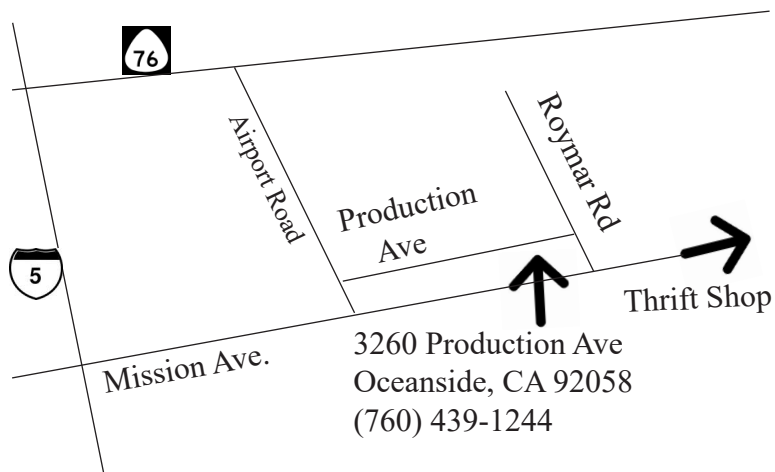 76
Airport Road
Roymar Rd
Production
Ave
5
Thrift Shop
Mission Ave.
3260 Production Ave
Oceanside, CA 92058
(760) 439-1244